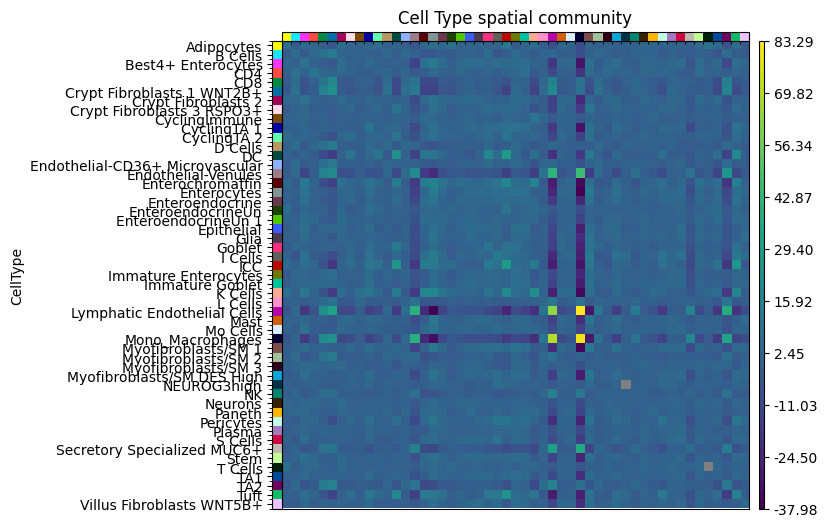 Cell Type spatial community
CellType
Adipocytes
B Cells
Best4+ Enterocytes
CD4
CD8
Crypt Fibroblasts 1 WNT2B+
Crypt Fibroblasts 2
Crypt Fibroblasts 3 RSPO3+
CyclingImmune
CyclingTA 1
CyclingTA 2
D Cells
DC
Endothelial-CD36+ Microvascular
Endothelial-Venules
Enterochromaffin
Enterocytes
Enteroendocrine
EnteroendocrineUn
EnteroendocrineUn 1
Epithelial
Glia
Goblet
I Cells
ICC
Immature Enterocytes
Immature Goblet
K Cells
L Cells
Lymphatic Endothelial Cells
Mast
Mo Cells
Mono_Macrophages
Myofibroblasts/SM 1
Myofibroblasts/SM 2
Myofibroblasts/SM 3
Myofibroblasts/SM DES High
NEUROG3high
NK
Neurons
Paneth
Pericytes
Plasma
S Cells
Secretory Specialized MUC6+
Stem
T Cells
TA1
TA2
Tuft
Villus Fibroblasts WNT5B+
83.29
69.82
56.34
42.87
29.40
15.92
2.45
-11.03
-24.50
-37.98